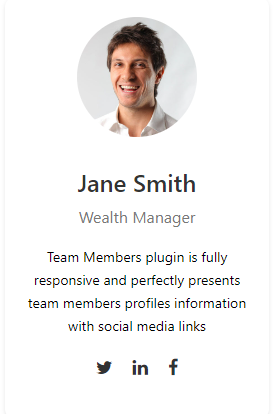 Jane Smith
Wealth Manager
Team Members plugin is fully
responsive and perfectly presents
team members profiles information
with social media links